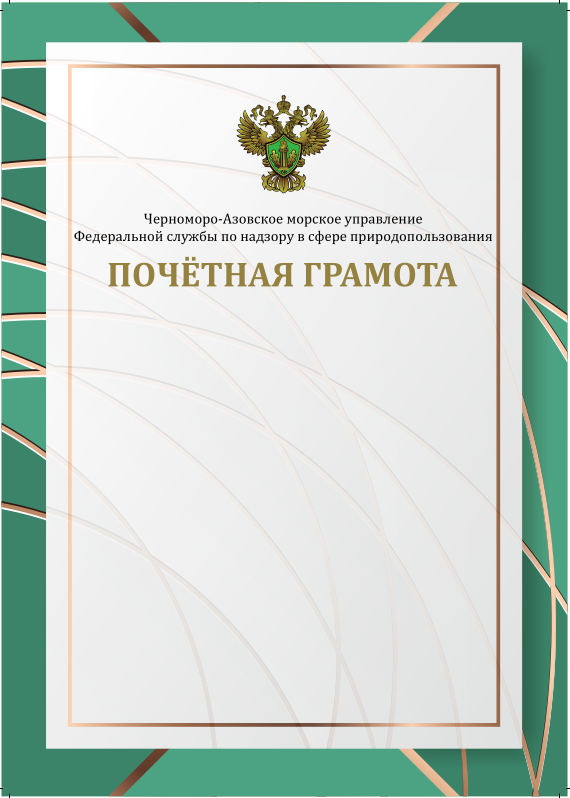 Черноморо-Азовское морское управление
Федеральной службы по надзору в сфере природопользования
ПОЧЁТНАЯ ГРАМОТА